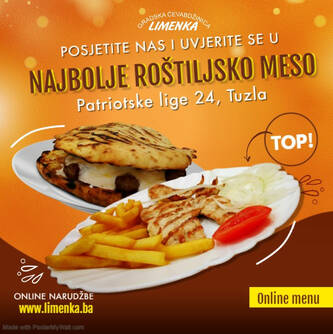 GRADSKA ĆEVABDŽINICA
LIMENKA
POSJETITE NAS I UVJERITE SE U
NAJBOLJE ROŠTILJSKO MESO
Patriotske lige 24, Tuzla
TOP!
ONLINE NARUDŽBE
www.limenka.ba
Online menu
Made with PosterMyWall.com